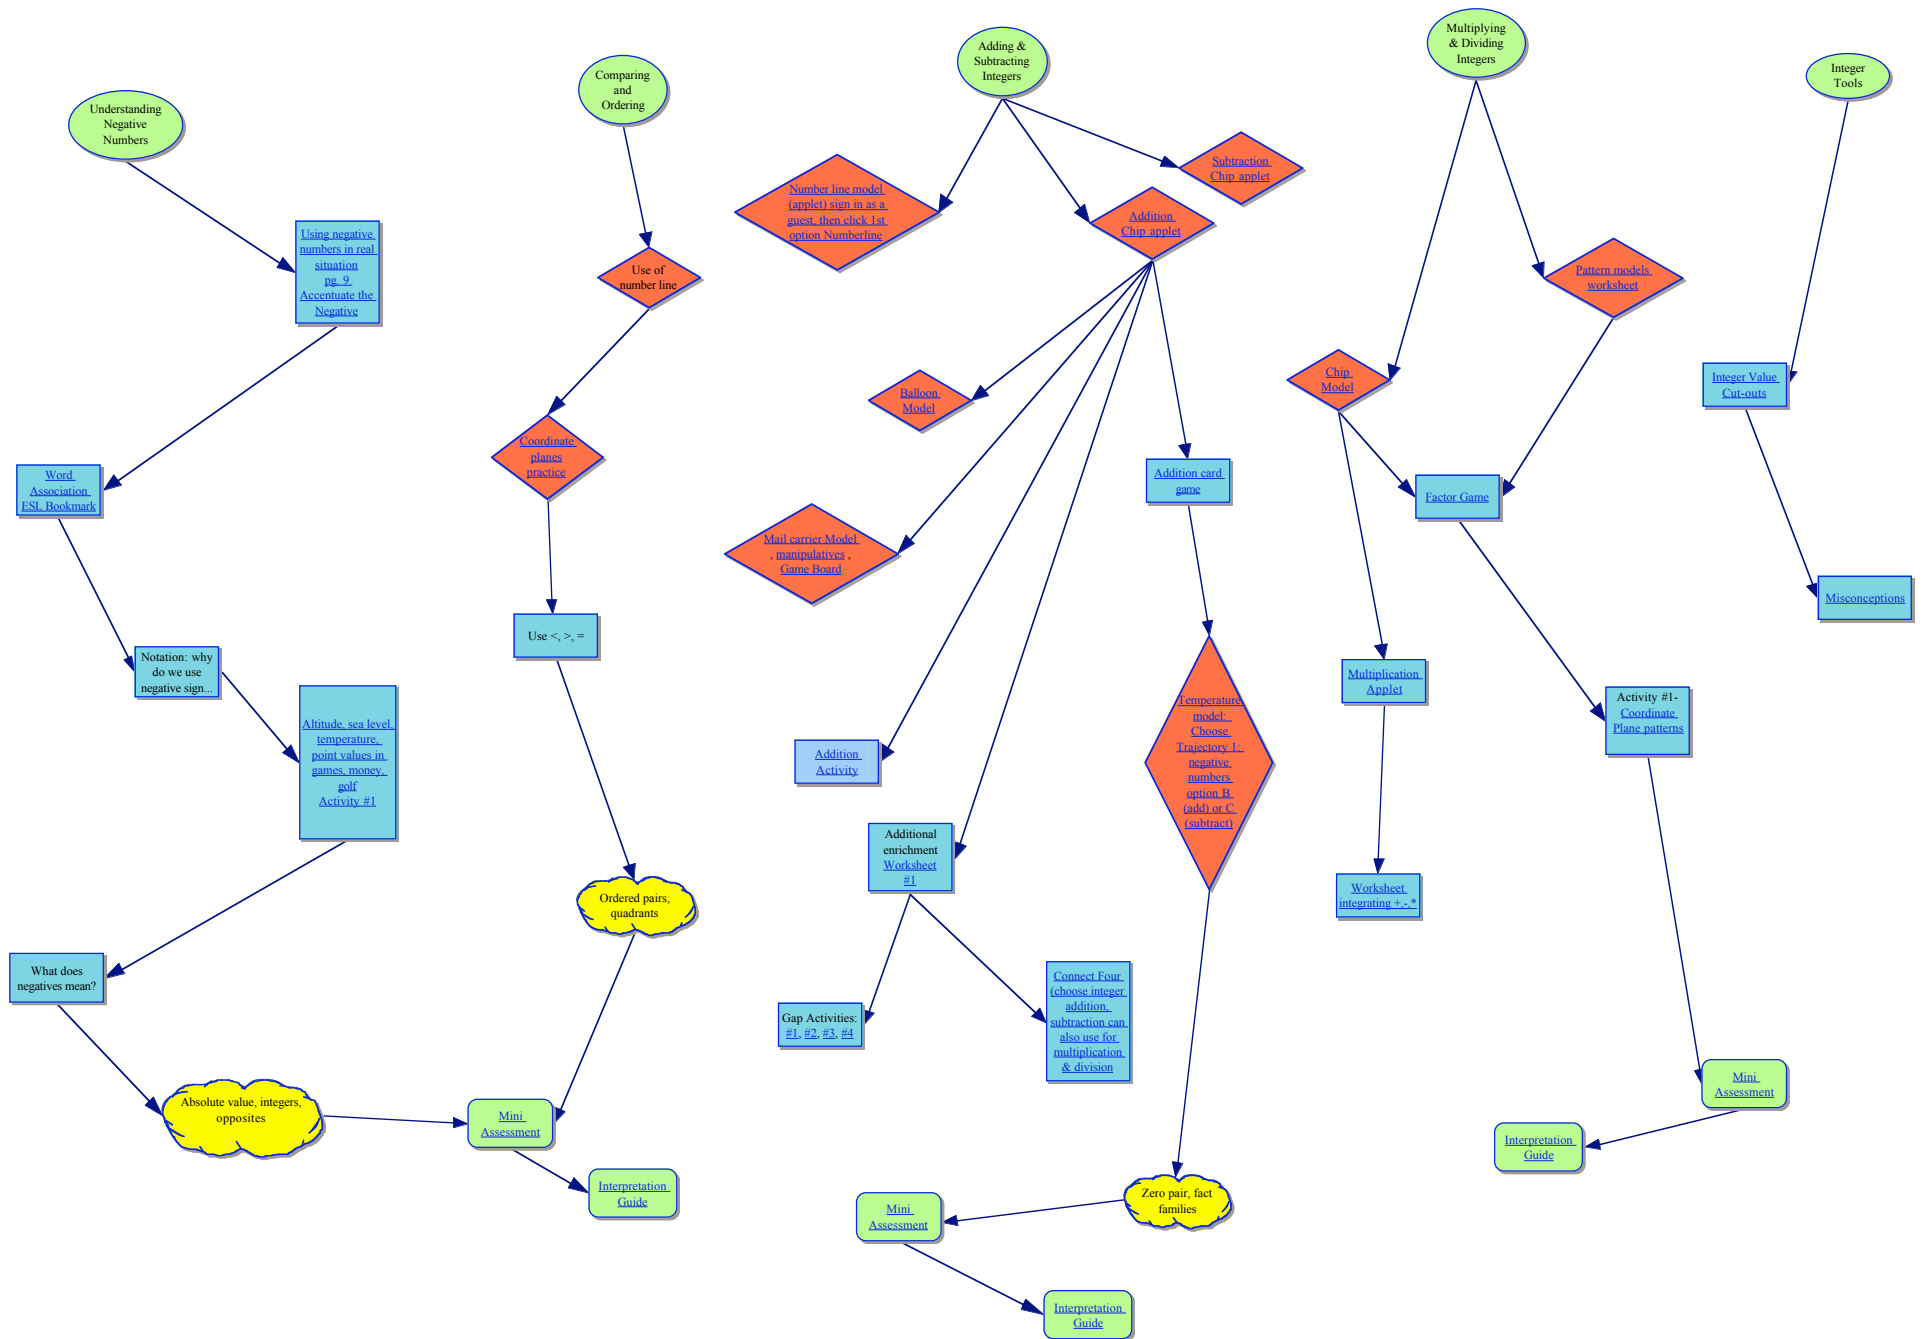 Understanding
Negative
Numbers
Using negative
numbers in real
situation
pg. 9
Accentuate the
Negative
Word
Association
ESL Bookmark
Notation: why
do we use
negative sign...
Altitude, sea level,
temperature,
point values in
games, money,
golf
Activity #1
What does
negatives mean?
Absolute value, integers,
opposites
Comparing
and
Ordering
Use of
number line
Coordinate
planes
practice
Use <, >, =
Ordered pairs,
quadrants
Mini
Assessment
Interpretation
Guide
Adding &
Subtracting
Integers
Number line model
(applet) sign in as a
guest, then click 1st
option Numberline
Addition
Chip applet
Subtraction
Chip applet
Balloon
Model
Mail carrier Model
, manipulatives ,
Game Board
Addition
Activity
Additional
enrichment
Worksheet
#1
Gap Activities:
#1, #2, #3, #4
Connect Four
(choose integer
addition,
subtraction can
also use for
multiplication
& division
Addition card
game
Temperature
model:
Choose
Trajectory 1:
negative
numbers
option B
(add) or C
(subtract)
Zero pair, fact
families
Mini
Assessment
Interpretation
Guide
Multiplying
& Dividing
Integers
Chip
Model
Pattern models
worksheet
Factor Game
Multiplication
Applet
Worksheet
integrating +,-,*
Activity #1-
Coordinate
Plane patterns
Mini
Assessment
Interpretation
Guide
Integer
Tools
Integer Value
Cut-outs
Misconceptions